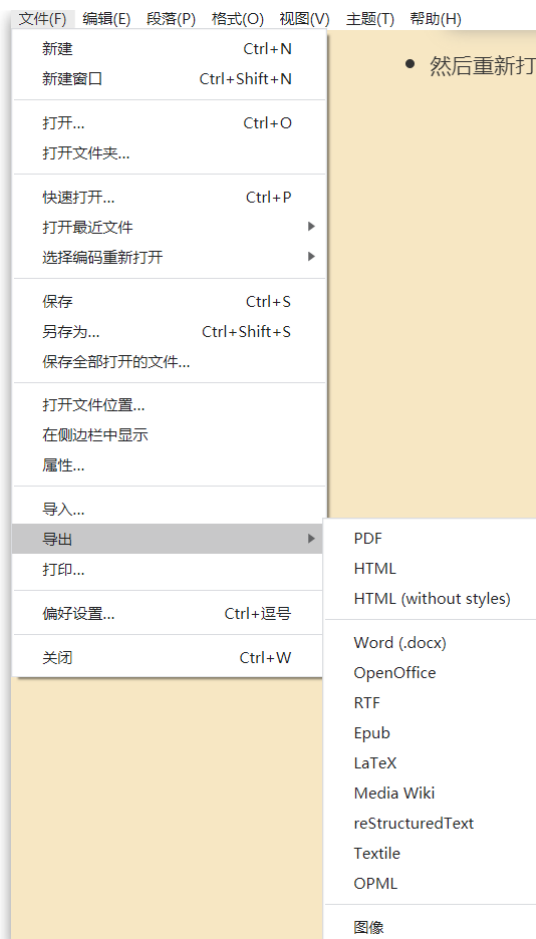 文件(F) 编辑(E) 段落(P) 格式(O) 视图(V) 主题(T) 帮助(H)
新建 Ctrl+N
新建窗口 Ctrl+Shift+N
打开... Ctrl+O
打开文件夹...
快速打开... Ctrl+P
打开最近文件
选择编码重新打开
保存 Ctrl+S
另存为... Ctrl+Shift+S
保存全部打开的文件...
打开文件位置...
在侧边栏中显示
属性...
导入...
导出
打印...
偏好设置... Ctrl+逗号
关闭 Ctrl+W
PDF
HTML
HTML (without styles)
Word (.docx)
OpenOffice
RTF
Epub
LaTeX
Media Wiki
reStructuredText
Textile
OPML
图像
• 然后重新打